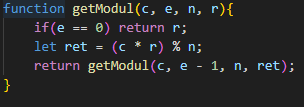 function getModul(c, e, n, r){
if(e == 0) return r;
let ret = (c * r) % n;
return getModul(c, e - 1, n, ret);
}